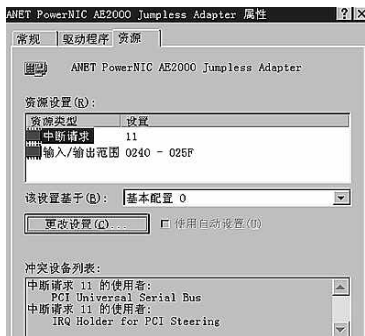 ANET PowerNIC AE2000 Jumpless Adapter 属性
常规 驱动程序 资源
ANET PowerNIC AE2000 Jumpless Adapter
资源设置(R):
资源类型 设置
中断请求 11
输入/输出范围 0240 - 025F
该设置基于(B): 基本配置 0
更改设置(C)... 使用自动设置(U)
冲突设备列表:
中断请求 11 的使用者:
PCI Universal Serial Bus
中断请求 11 的使用者:
IRQ Holder for PCI Steering